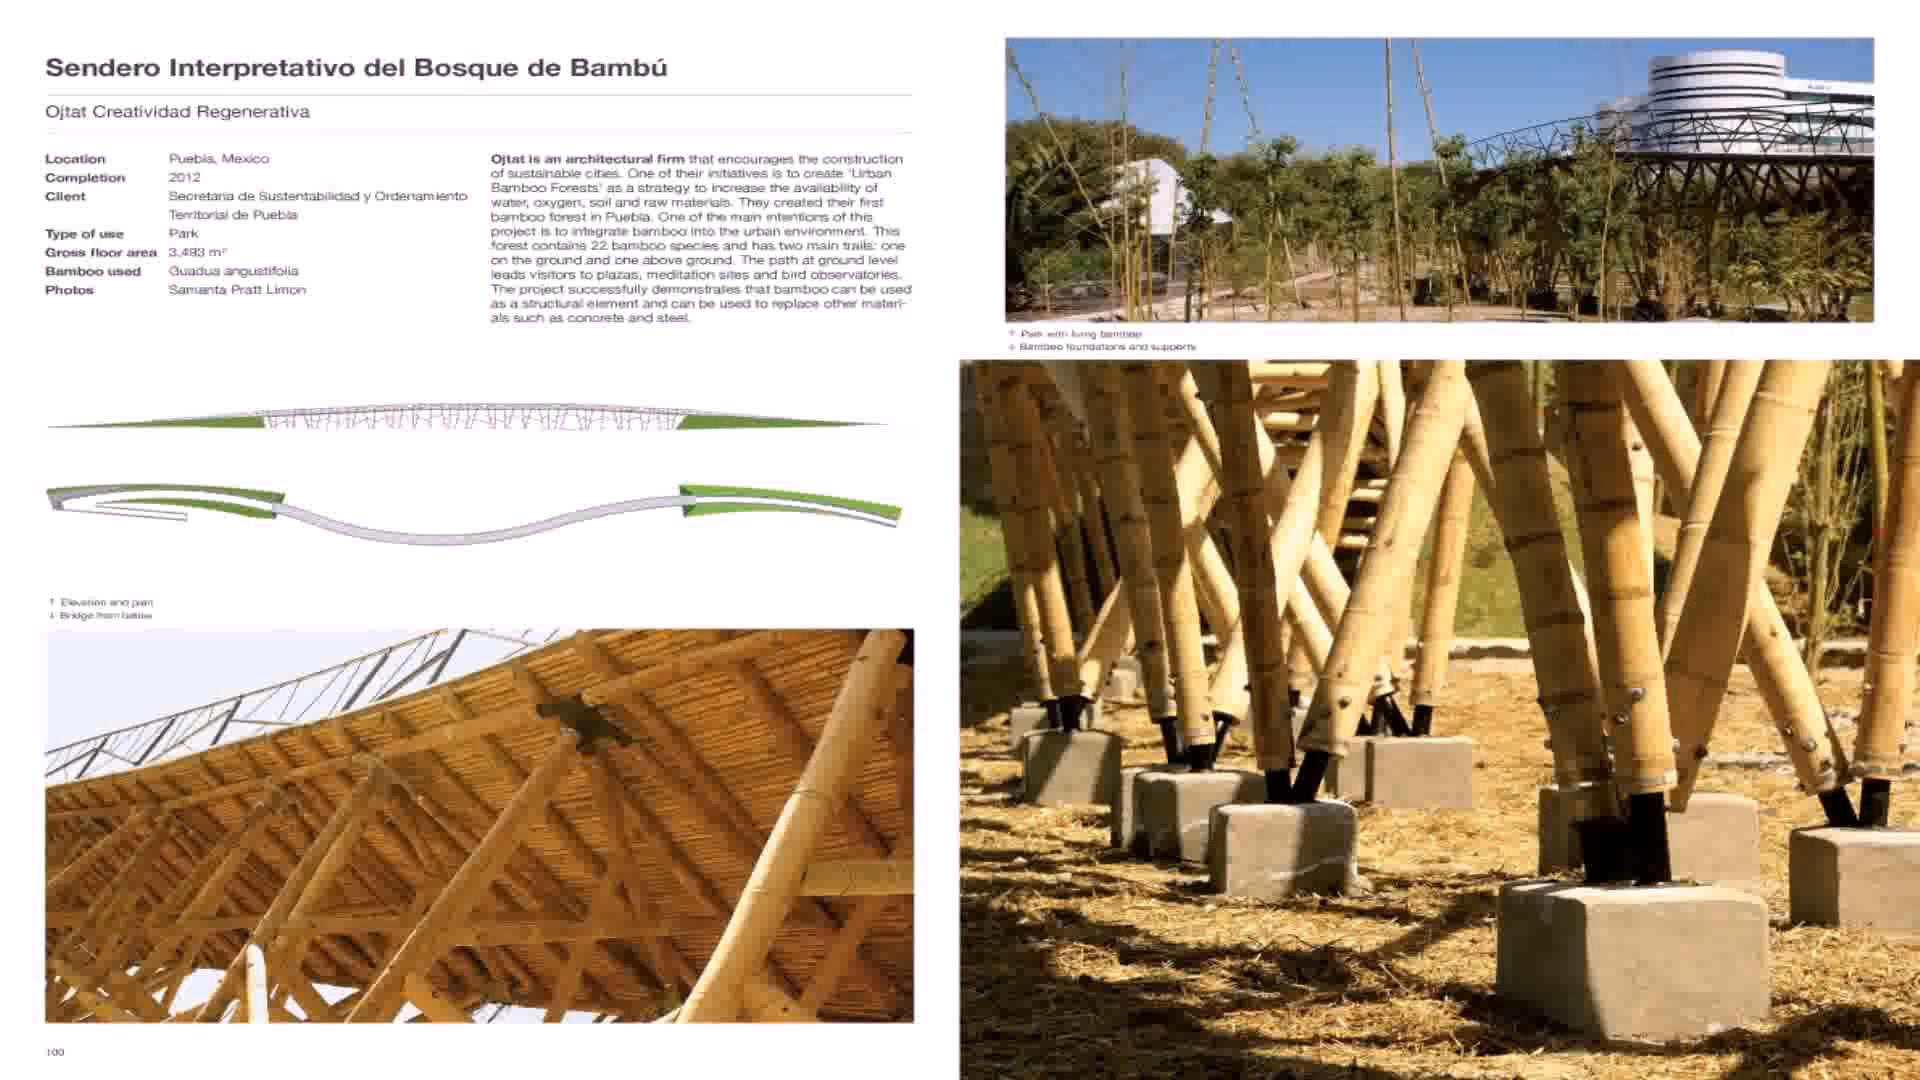 Sendero Interpretativo del Bosque de Bambú
Ojtat Creatividad Regenerativa
Location Puebla, Mexico
Completion 2012
Client Secretaria de Sustentabilidad y Ordenamiento
Territorial de Puebla
Type of use Park
Gross floor area 3,493 m²
Bamboo used Guadua angustifolia
Photos Samanta Pratt Limon
Ojtat is an architectural firm that encourages the construction
of sustainable cities. One of their initiatives is to create 'Urban
Bamboo Forests' as a strategy to increase the availability of
water, oxygen, soil and raw materials. They created their first
bamboo forest in Puebla. One of the main intentions of this
project is to integrate bamboo into the urban environment. This
forest contains 22 bamboo species and has two main trails: one
on the ground and one above ground. The path at ground level
leads visitors to plazas, meditation sites and bird observatories.
The project successfully demonstrates that bamboo can be used
as a structural element and can be used to replace other materi-
als such as concrete and steel.
↑ Elevation and plan
↓ Bridge from below
100
↑ Path with living bamboo
↓ Bamboo foundations and supports